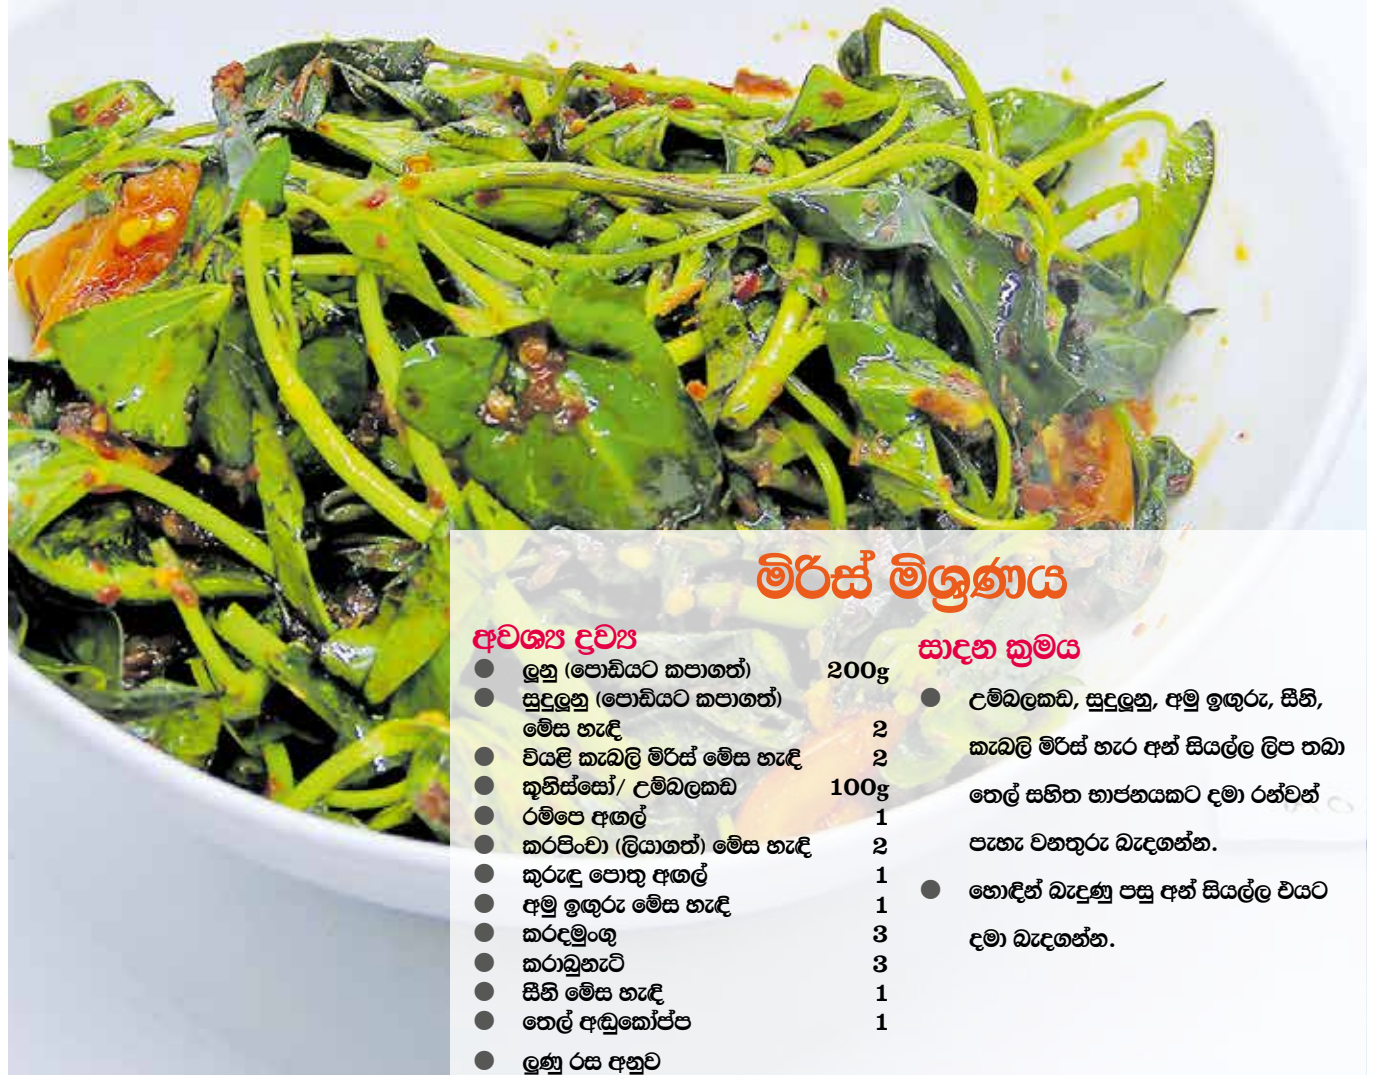 මිරිස් මිශ්‍රණය
අවශ්‍ය ද්‍රව්‍ය
● ලූනු (පොඩියට කපාගත්) 200g
● සුදුලූනු (පොඩියට කපාගත්)
මේස හැඳි 2
● වියළි කැබලි මිරිස් මේස හැඳි 2
● කූනිස්සෝ/ උම්බලකඩ 100g
● රම්පෙ අඟල් 1
● කරපිංචා (ලියාගත්) මේස හැඳි 2
● කුරුඳු පොතු අඟල් 1
● අමු ඉඟුරු මේස හැඳි 1
● කරදමුංගු 3
● කරාබුනැටි 3
● සීනි මේස හැඳි 1
● තෙල් අඬුකෝප්ප 1
● ලුණු රස අනුව
සාදන ක්‍රමය
● උම්බලකඩ, සුදුලූනු, අමු ඉඟුරු, සීනි,
කැබලි මිරිස් හැර අන් සියල්ල ලිප තබා
තෙල් සහිත භාජනයකට දමා රන්වන්
පැහැ වනතුරු බැදගන්න.
● හොඳින් බැදුණු පසු අන් සියල්ල එයට
දමා බැදගන්න.